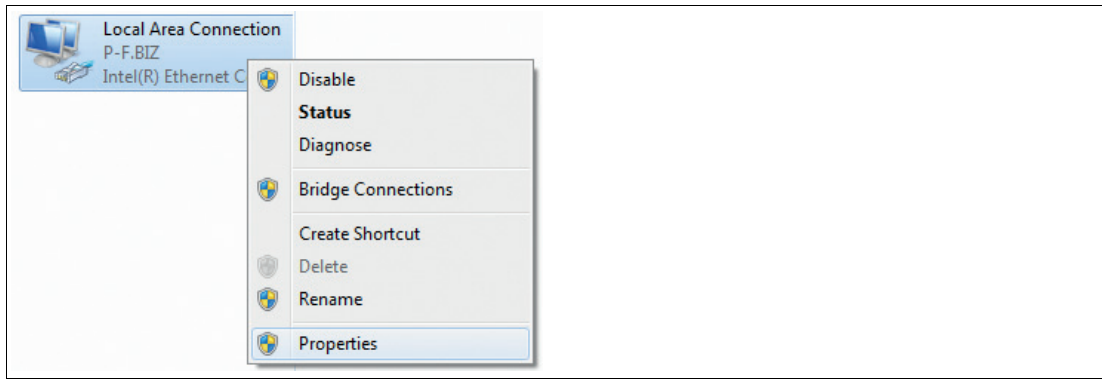 Local Area Connection
P-F.BIZ
Intel(R) Ethernet C
Disable
Status
Diagnose
Bridge Connections
Create Shortcut
Delete
Rename
Properties